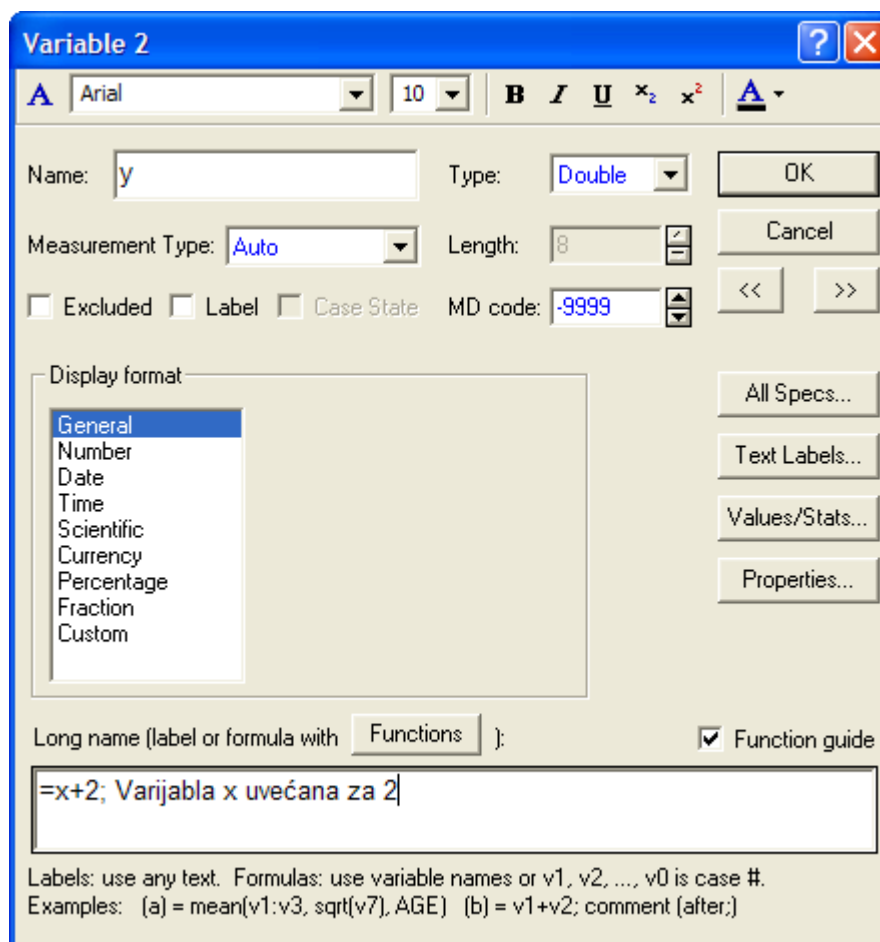 Variable 2
A Arial 10 B I U x2 x2 A
Name: y Type: Double OK
Measurement Type: Auto Length: 8 Cancel
Excluded Label Case State MD code: -9999 << >>
Display format
General
Number
Date
Time
Scientific
Currency
Percentage
Fraction
Custom
All Specs...
Text Labels...
Values/Stats...
Properties...
Long name (label or formula with Functions ): Function guide
=x+2; Varijabla x uvećana za 2
Labels: use any text. Formulas: use variable names or v1, v2, ..., v0 is case #.
Examples: (a) = mean(v1:v3, sqrt(v7), AGE) (b) = v1+v2; comment (after;)